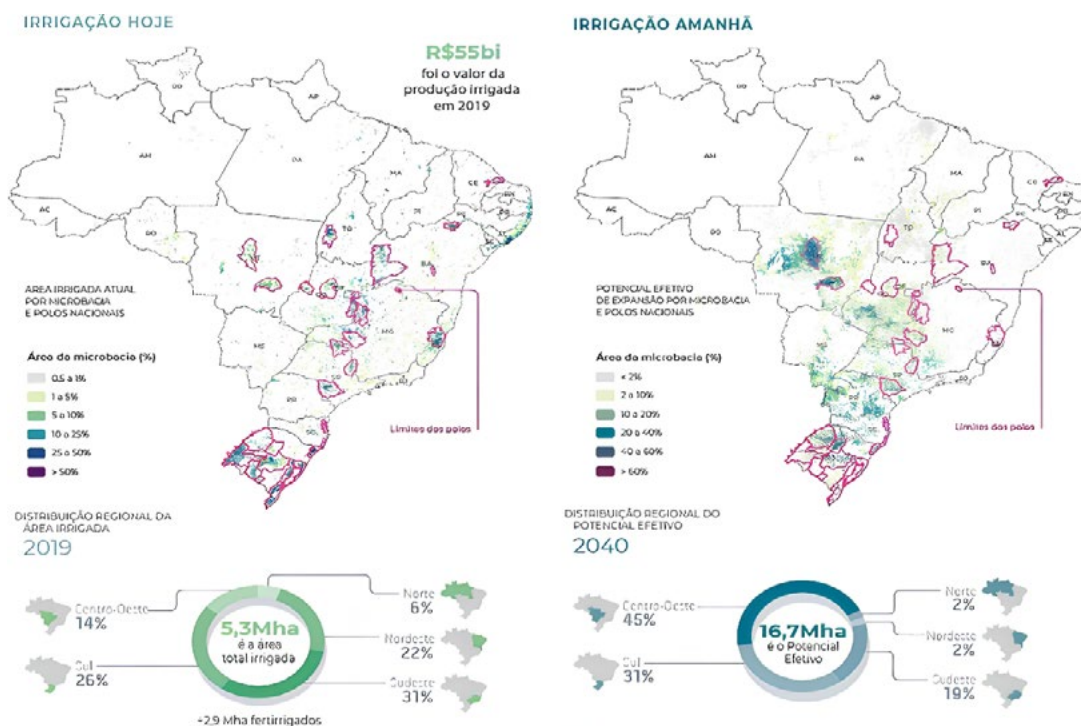 IRRIGAÇÃO HOJE
R$55bi
foi o valor da
produção irrigada
em 2019
AP
AM
PA
MA
CE
AC
PI
RO
TO
BA
MG
MS
PR
SC
ÁREA IRRIGADA ATUAL
POR MICROBACIA
E POLOS NACIONAIS
Área da microbacia (%)
0,5 a 1%
1 a 5%
5 a 10%
10 a 25%
25 a 50%
> 50%
Limites dos polos
DISTRIBUIÇÃO REGIONAL DA
ÁREA IRRIGADA
2019
Centro-Oeste
14%
Sul
26%
5,3Mha
é a área
total irrigada
+2,9 Mha fertirrigados
Norte
6%
Nordeste
22%
Sudeste
31%
IRRIGAÇÃO AMANHÃ
AP
AM
PA
MA
CE
AC
PI
RO
TO
BA
MG
PR
POTENCIAL EFETIVO
DE EXPANSÃO POR MICROBACIA
E POLOS NACIONAIS
Área da microbacia (%)
< 2%
2 a 10%
10 a 20%
20 a 40%
40 a 60%
> 60%
Limites dos polos
DISTRIBUIÇÃO REGIONAL DO
POTENCIAL EFETIVO
2040
Centro-Oeste
45%
Sul
31%
16,7Mha
é o Potencial
Efetivo
Norte
2%
Nordeste
2%
Sudeste
19%